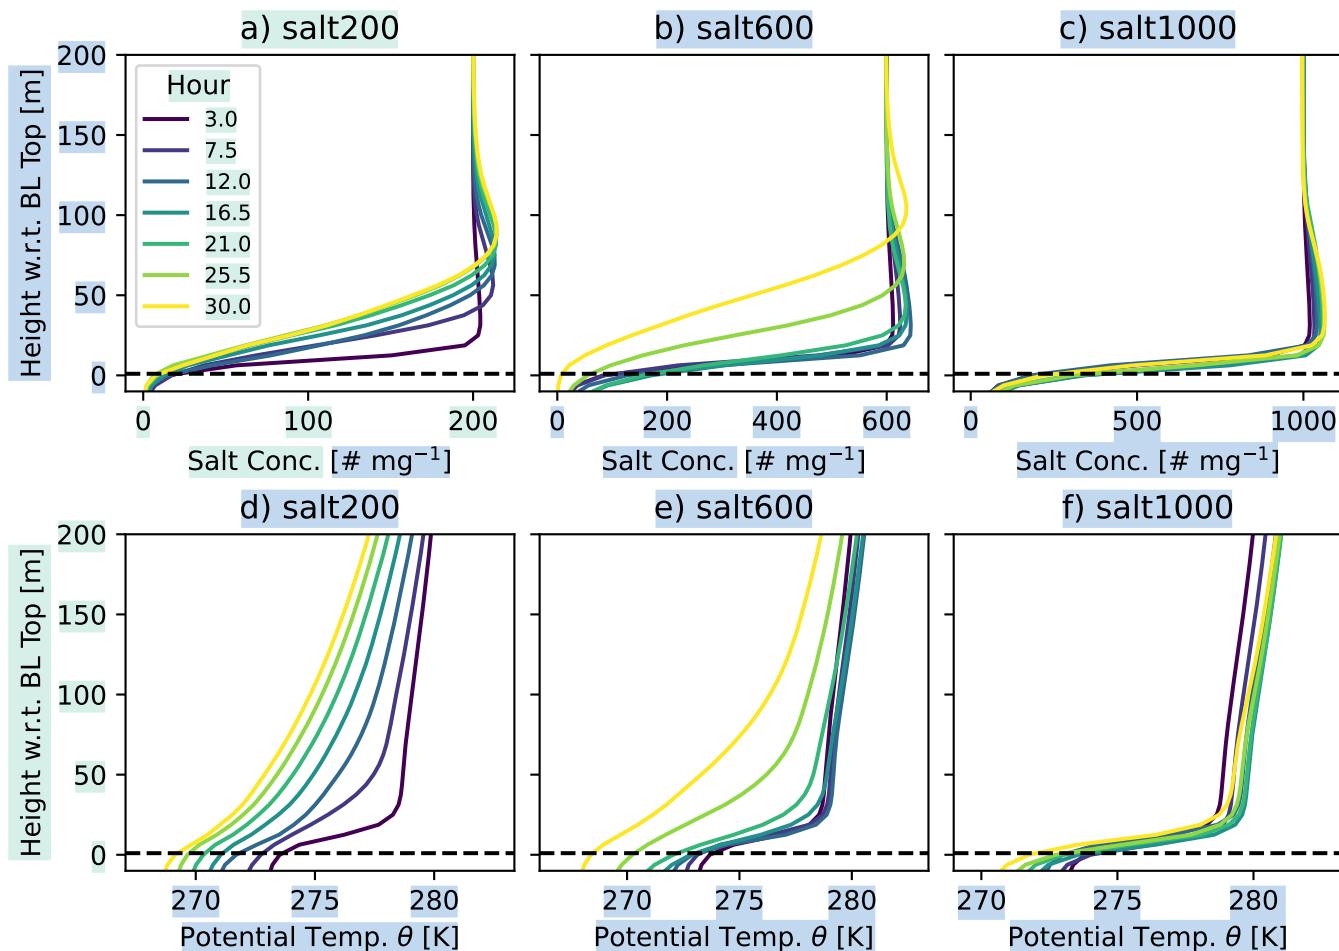 a) salt200
b) salt600
c) salt1000
Height w.r.t. BL Top [m]
200
150
100
50
0
Hour
3.0
7.5
12.0
16.5
21.0
25.5
30.0
0 100 200
0 200 400 600
0 500 1000
Salt Conc. [# mg⁻¹]
Salt Conc. [# mg⁻¹]
Salt Conc. [# mg⁻¹]
d) salt200
e) salt600
f) salt1000
Height w.r.t. BL Top [m]
200
150
100
50
0
270 275 280
270 275 280
270 275 280
Potential Temp. θ [K]
Potential Temp. θ [K]
Potential Temp. θ [K]